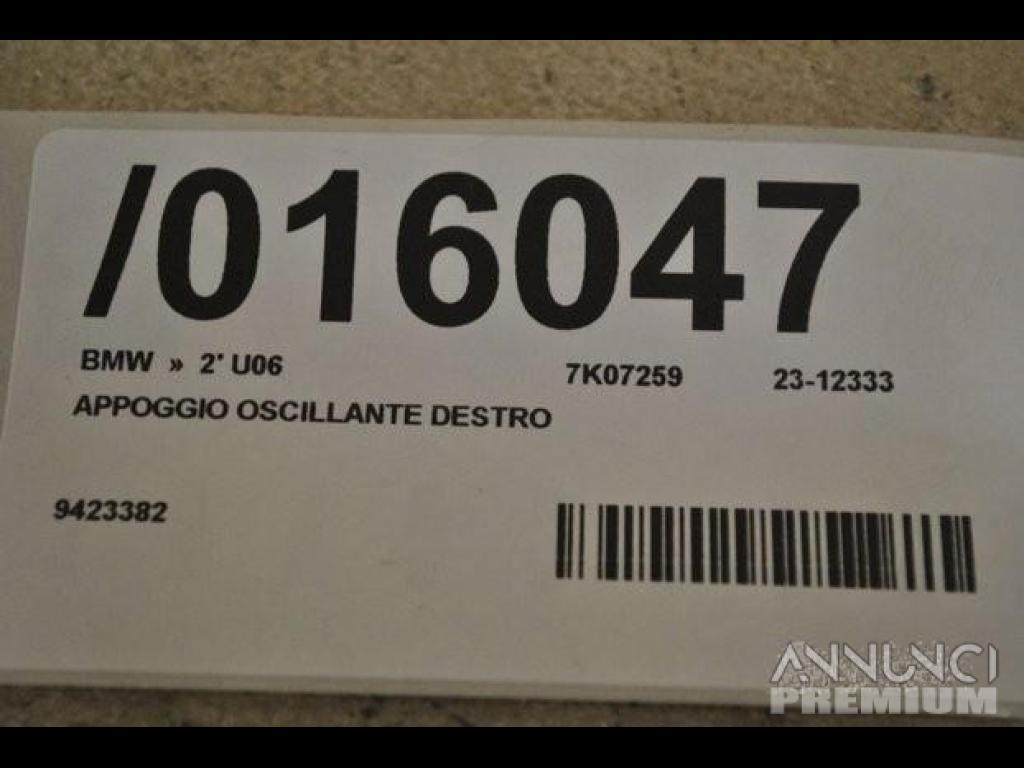 /016047
BMW » 2' U06 7K07259 23-12333
APPOGGIO OSCILLANTE DESTRO
9423382
ANNUNCI
PREMIUM